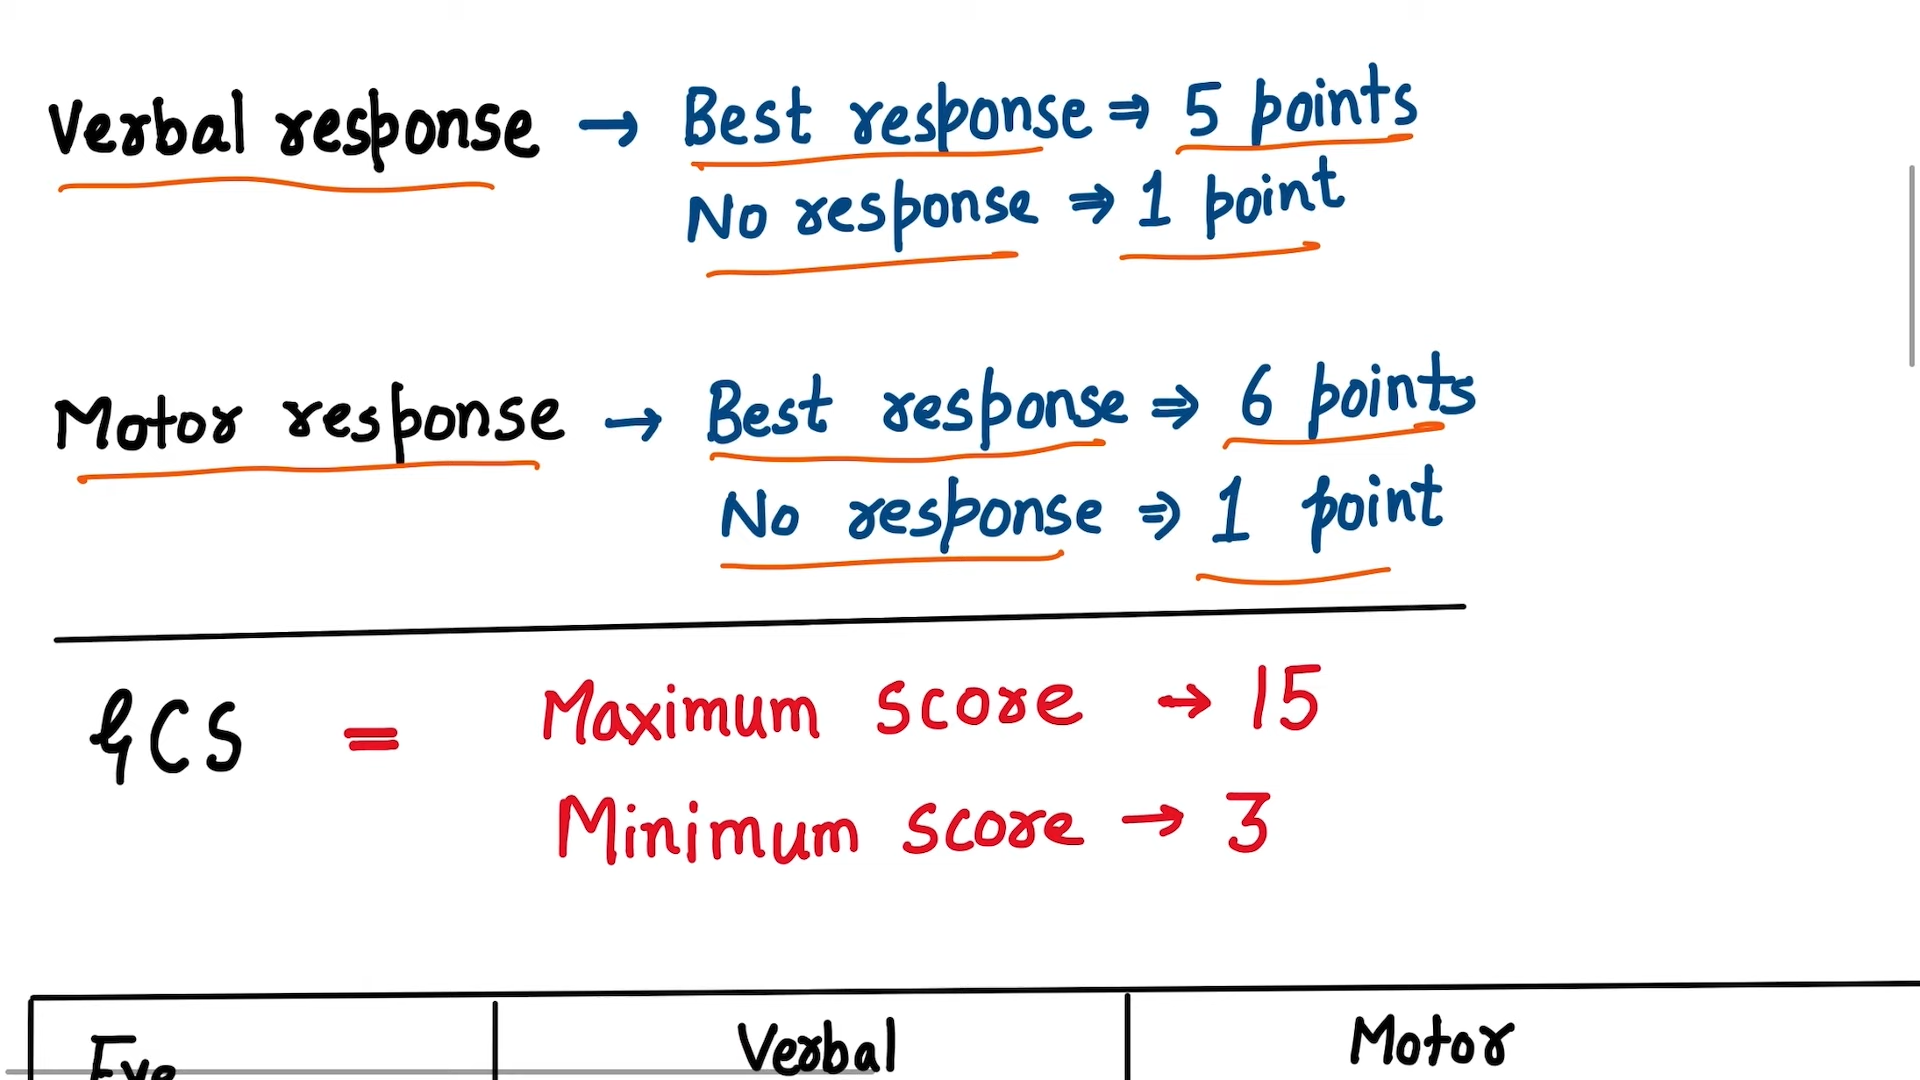 Verbal response → Best response ⇒ 5 points
No response ⇒ 1 point
Motor response → Best response ⇒ 6 points
No response ⇒ 1 point
GCS = Maximum score → 15
Minimum score → 3
Eye Verbal Motor